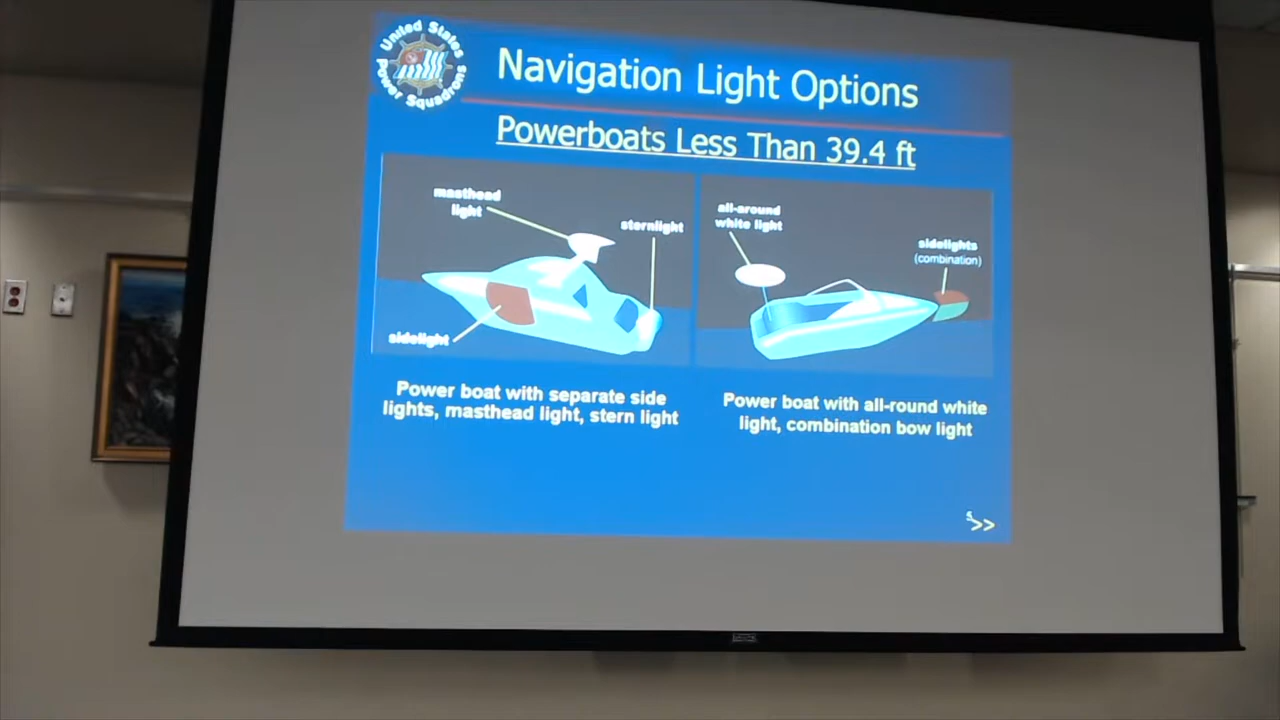 United States
Power Squadrons
Navigation Light Options
Powerboats Less Than 39.4 ft
masthead
light
sternlight
sidelight
all-around
white light
sidelights
(combination)
Power boat with separate side
lights, masthead light, stern light
Power boat with all-round white
light, combination bow light
>>